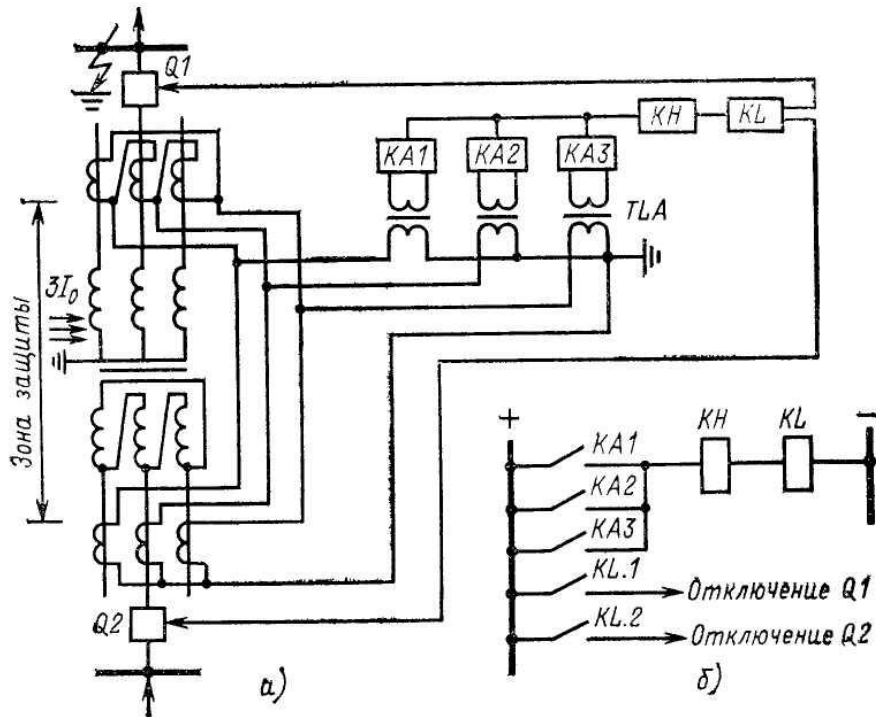 Q1
KH
KL
KA1
KA2
KA3
TLA
3I₀
Зона защиты
Q2
а)
+
–
KH
KL
KA1
KA2
KA3
KL.1
Отключение Q1
KL.2
Отключение Q2
б)